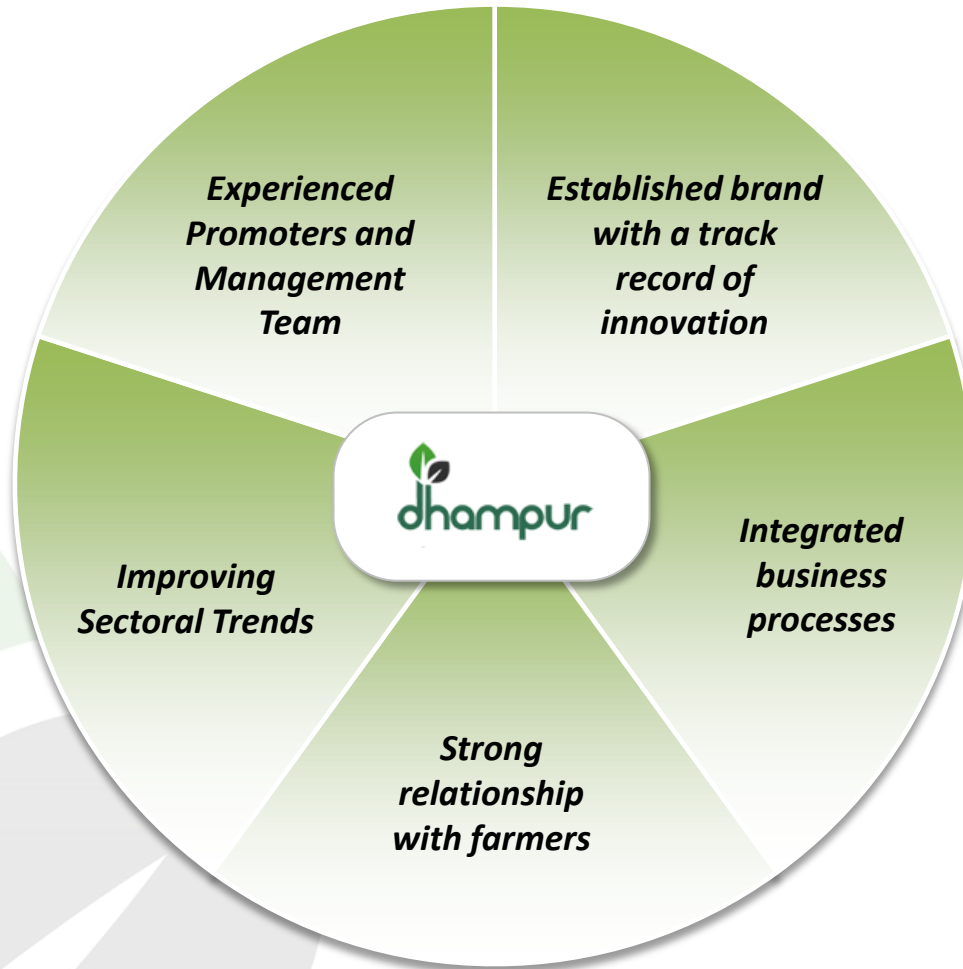 Experienced
Promoters and
Management
Team
Established brand
with a track
record of
innovation
dhampur
Integrated
business
processes
Improving
Sectoral Trends
Strong
relationship
with farmers